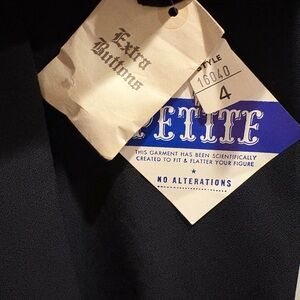 Extra
Buttons
STYLE
16040
4
PETITE
THIS GARMENT HAS BEEN SCIENTIFICALLY
CREATED TO FIT & FLATTER YOUR FIGURE
NO ALTERATIONS